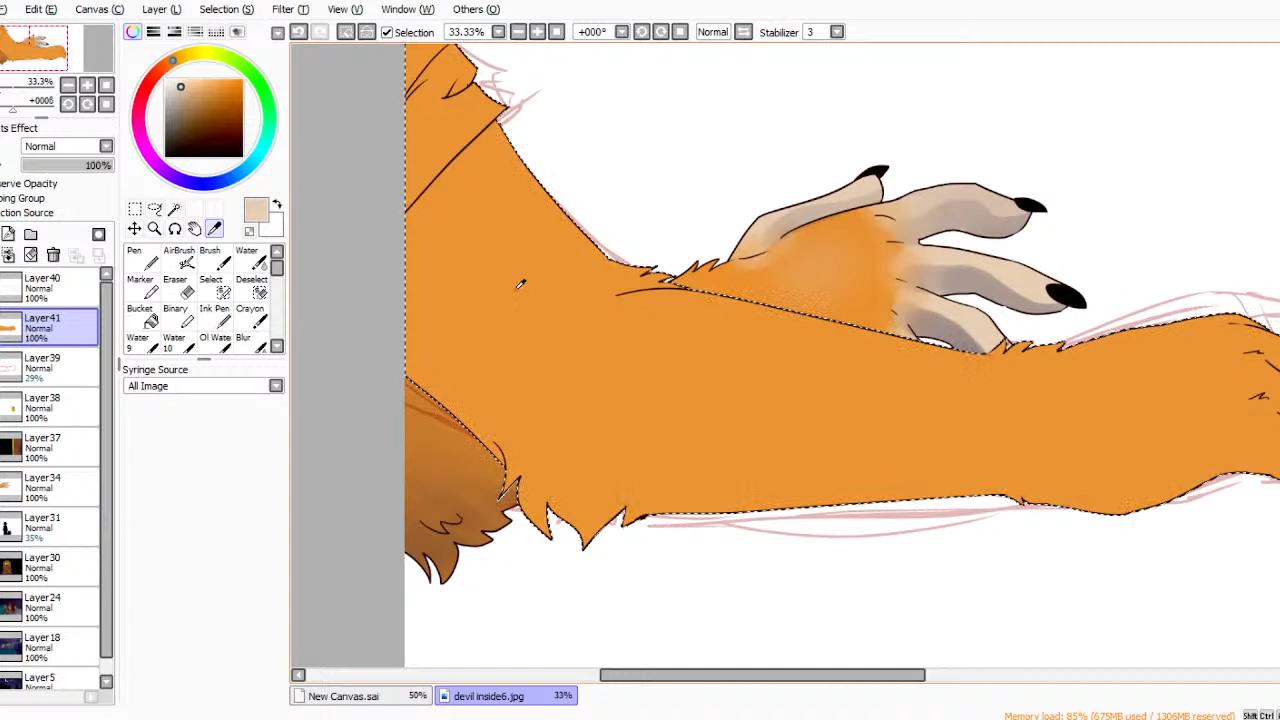 Edit (E) Canvas (C) Layer (L) Selection (S) Filter (T) View (V) Window (W) Others (O)
Selection 33.33% +000° Normal Stabilizer 3
33.3%
+000°
ts Effect
Normal
100%
erve Opacity
ping Group
ction Source
Layer40
Normal
100%
Layer41
Normal
100%
Layer39
Normal
29%
Layer38
Normal
100%
Layer37
Normal
100%
Layer34
Normal
100%
Layer31
Normal
35%
Layer30
Normal
100%
Layer24
Normal
100%
Layer18
Normal
100%
Layer5
Normal
Pen AirBrush Brush Water
Marker Eraser Select Deselect
Bucket Binary Ink Pen Crayon
Water Water Ol Wate Blur
9 10
Syringe Source
All Image
New Canvas.sai 50% devil inside6.jpg 33%
Memory load: 85% (675MB used / 1306MB reserved) Shift Ctrl